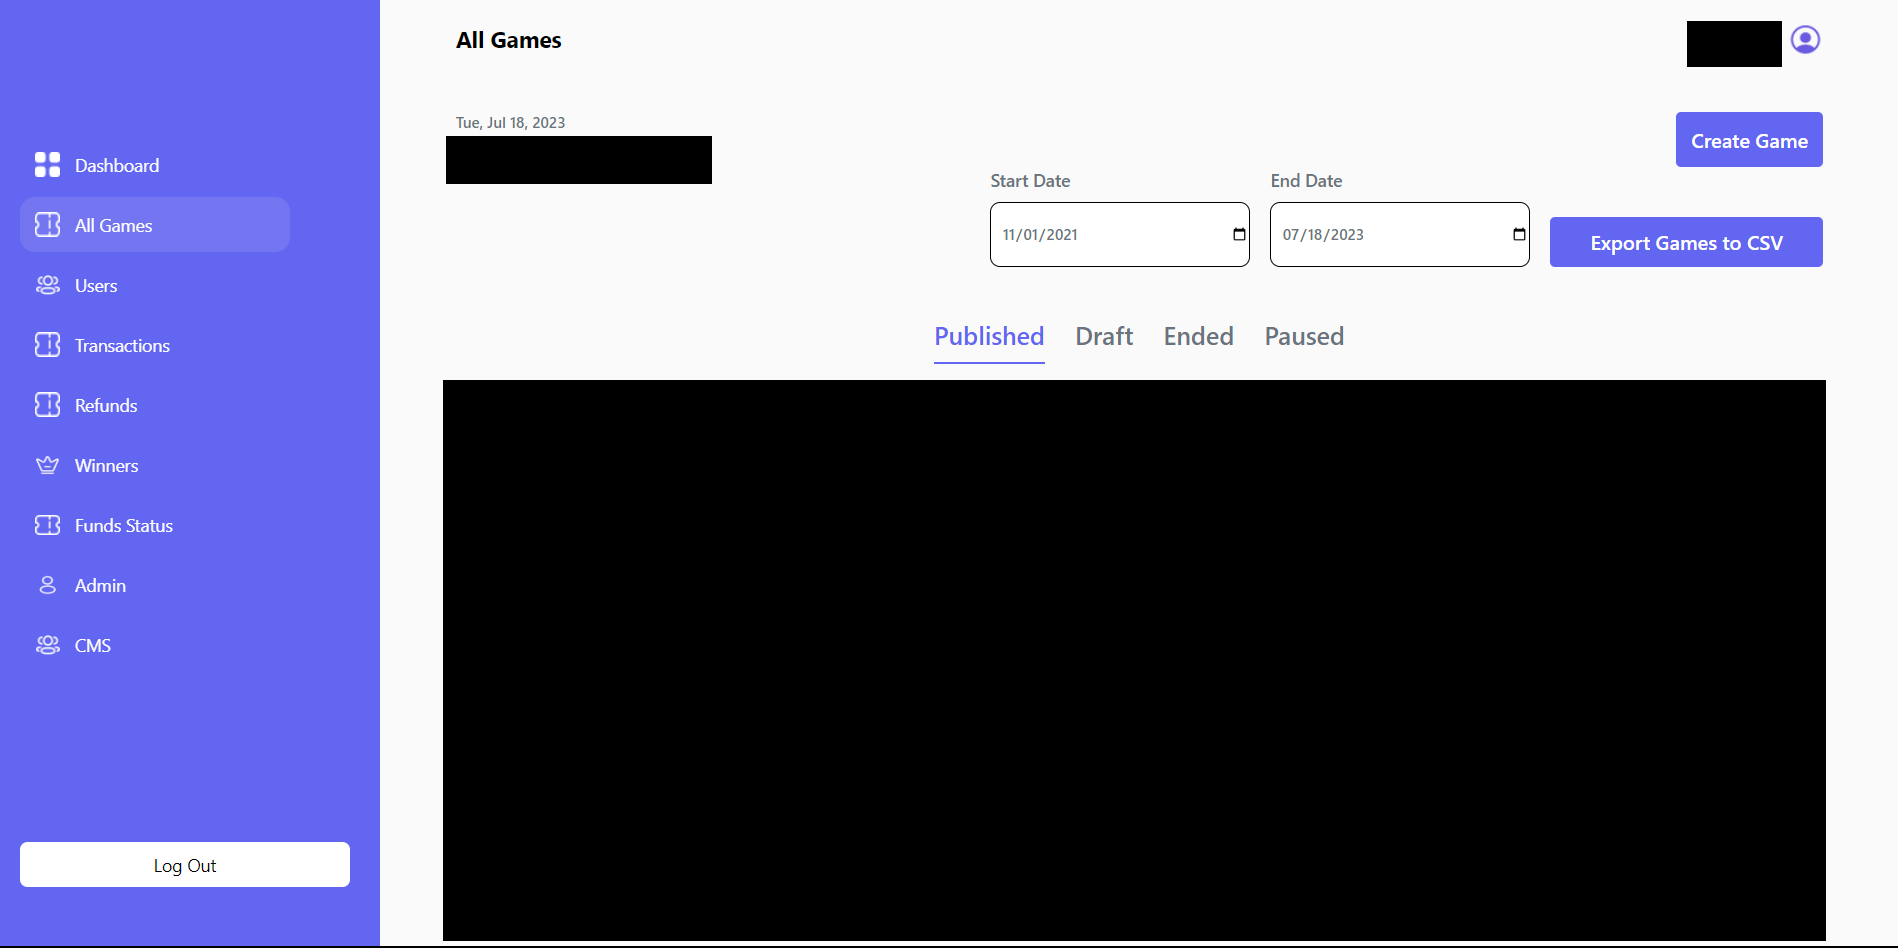 All Games
Tue, Jul 18, 2023
Create Game
Dashboard
All Games
Users
Transactions
Refunds
Winners
Funds Status
Admin
CMS
Log Out
Start Date
End Date
11/01/2021
07/18/2023
Export Games to CSV
Published Draft Ended Paused